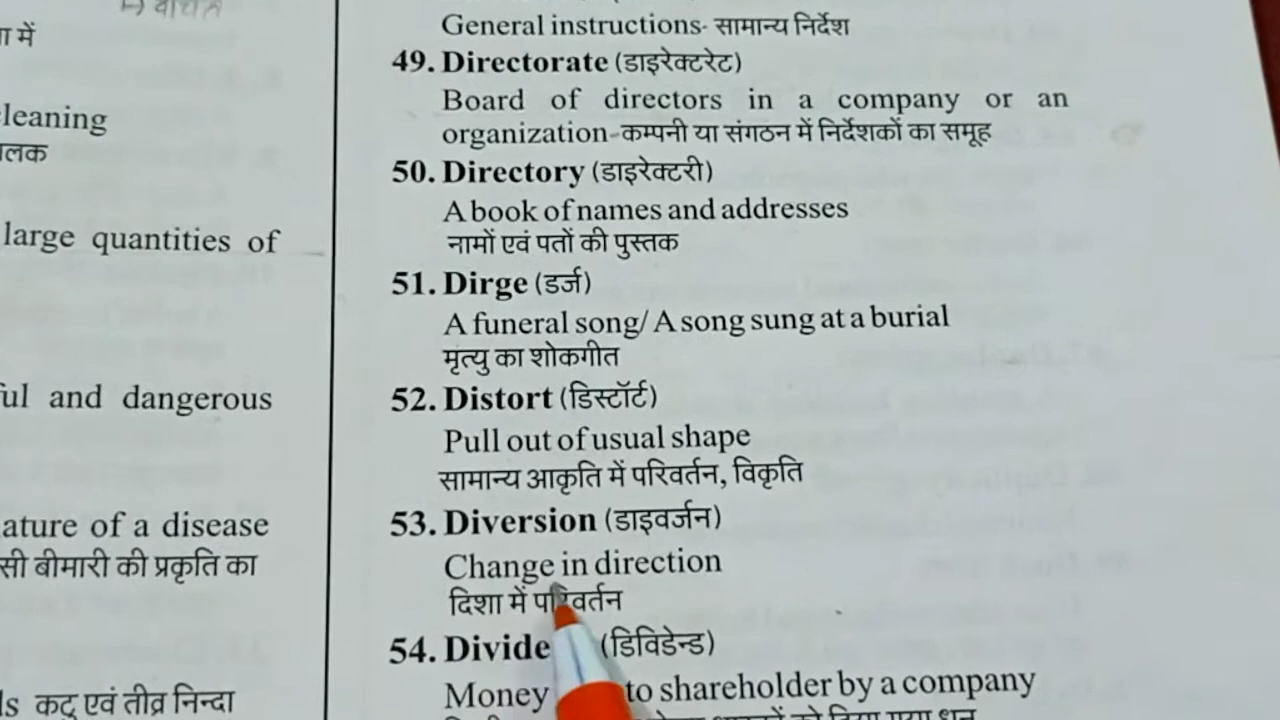 में
cleaning
large quantities of
and dangerous
of a disease
बीमारी की प्रकृति का
कटु एवं तीव्र निन्दा
General instructions- सामान्य निर्देश
49. Directorate (डाइरेक्टरेट)
Board of directors in a company or an
organization-कम्पनी या संगठन में निर्देशकों का समूह
50. Directory (डाइरेक्टरी)
A book of names and addresses
नामों एवं पतों की पुस्तक
51. Dirge (डर्ज)
A funeral song/ A song sung at a burial
मृत्यु का शोकगीत
52. Distort (डिस्टॉर्ट)
Pull out of usual shape
सामान्य आकृति में परिवर्तन, विकृति
53. Diversion (डाइवर्जन)
Change in direction
दिशा में परिवर्तन
54. Divide (डिविडेन्ड)
Money to shareholder by a company